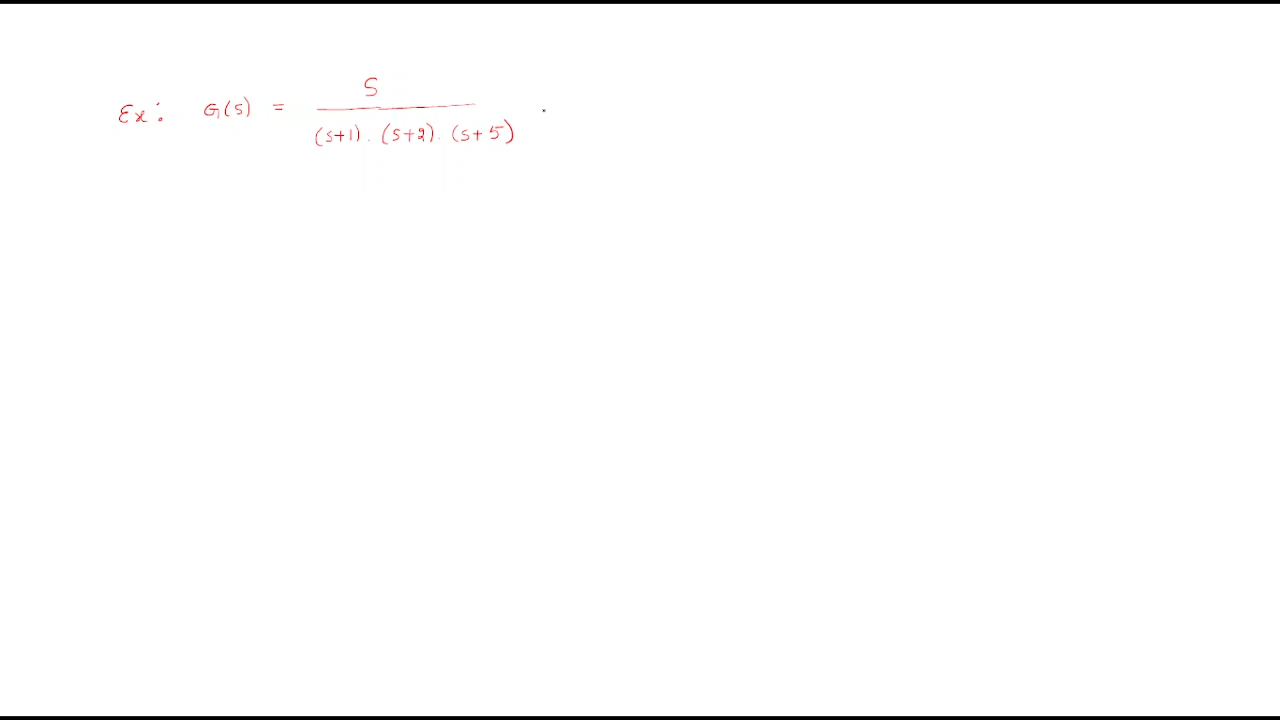 Ex: G(s) = s / (s+1) . (s+2) . (s+5)